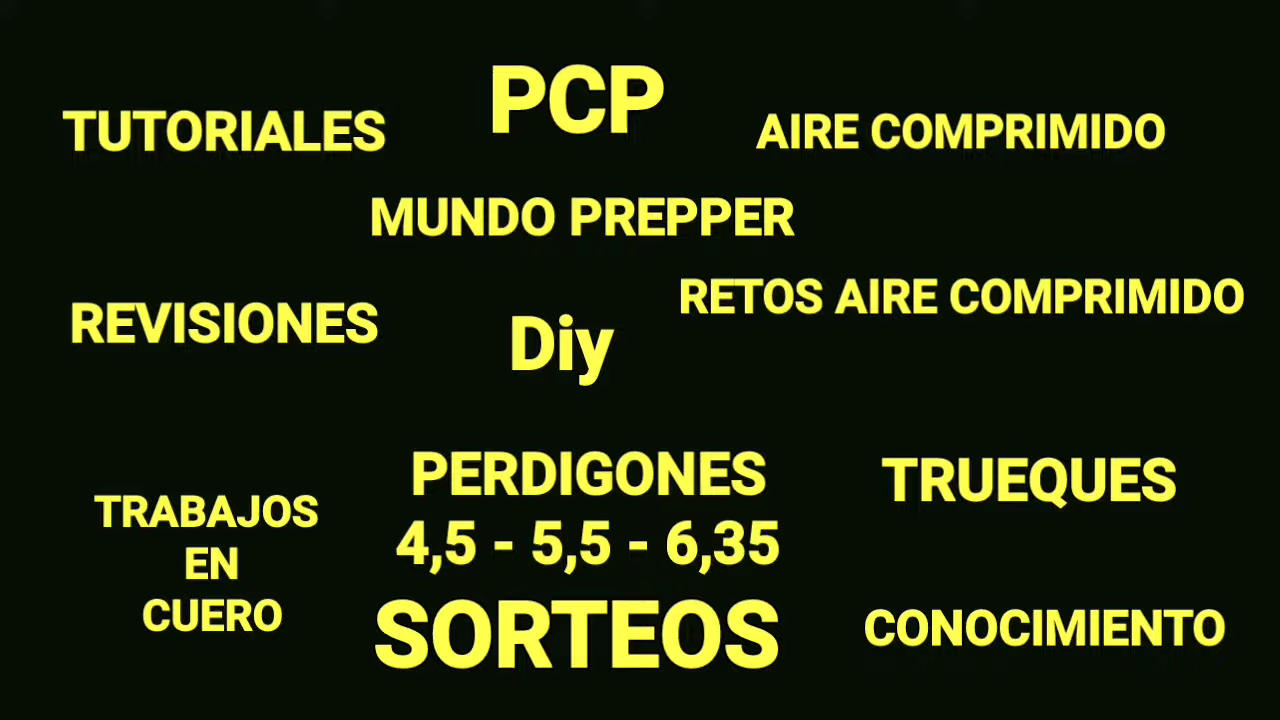 PCP
TUTORIALES
AIRE COMPRIMIDO
MUNDO PREPPER
RETOS AIRE COMPRIMIDO
REVISIONES
Diy
PERDIGONES
4,5 - 5,5 - 6,35
TRUEQUES
TRABAJOS
EN
CUERO
SORTEOS
CONOCIMIENTO